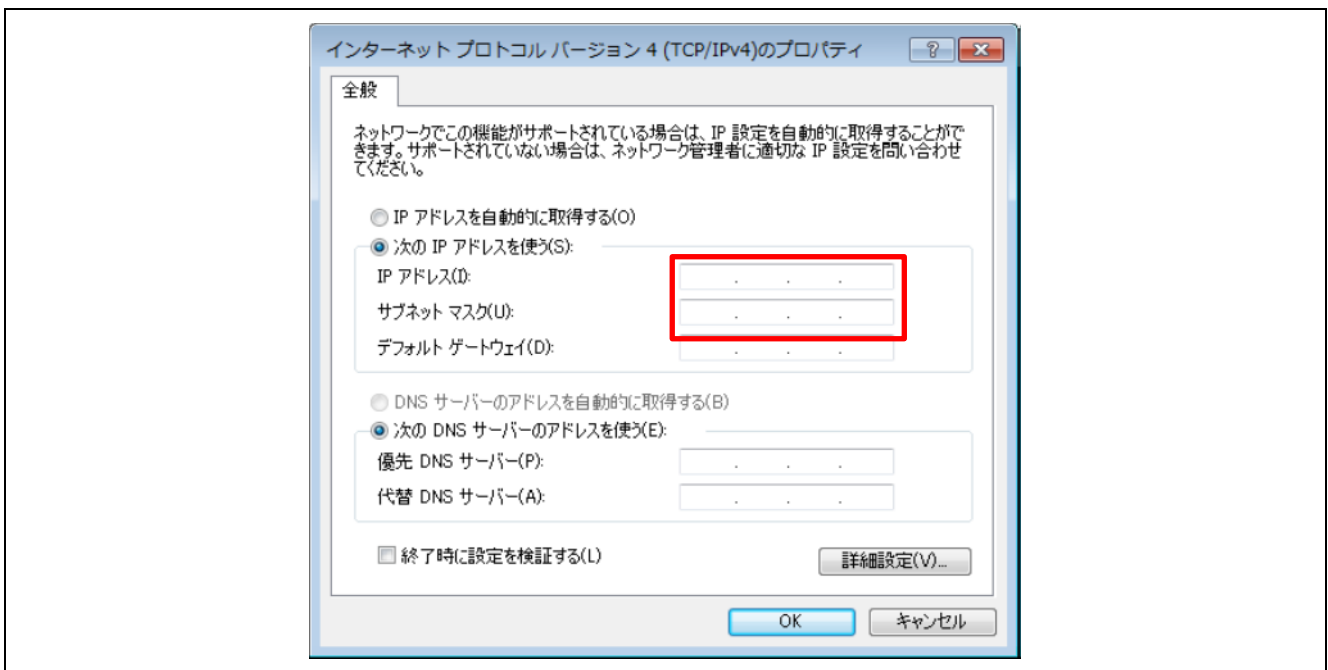 インターネット プロトコル バージョン 4 (TCP/IPv4)のプロパティ
全般
ネットワークでこの機能がサポートされている場合は、IP 設定を自動的に取得することがで
きます。サポートされていない場合は、ネットワーク管理者に適切な IP 設定を問い合わせ
てください。
IP アドレスを自動的に取得する(O)
次の IP アドレスを使う(S):
IP アドレス(I):
サブネット マスク(U):
デフォルト ゲートウェイ(D):
DNS サーバーのアドレスを自動的に取得する(B)
次の DNS サーバーのアドレスを使う(E):
優先 DNS サーバー(P):
代替 DNS サーバー(A):
終了時に設定を検証する(L)
詳細設定(V)...
OK
キャンセル